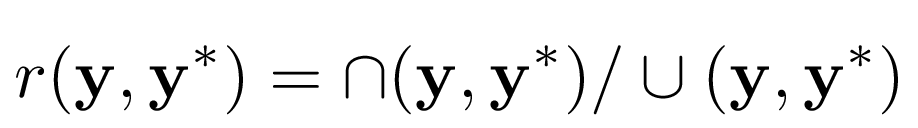 r(𝐲, 𝐲*) = ∩(𝐲, 𝐲*)/ ∪ (𝐲, 𝐲*)